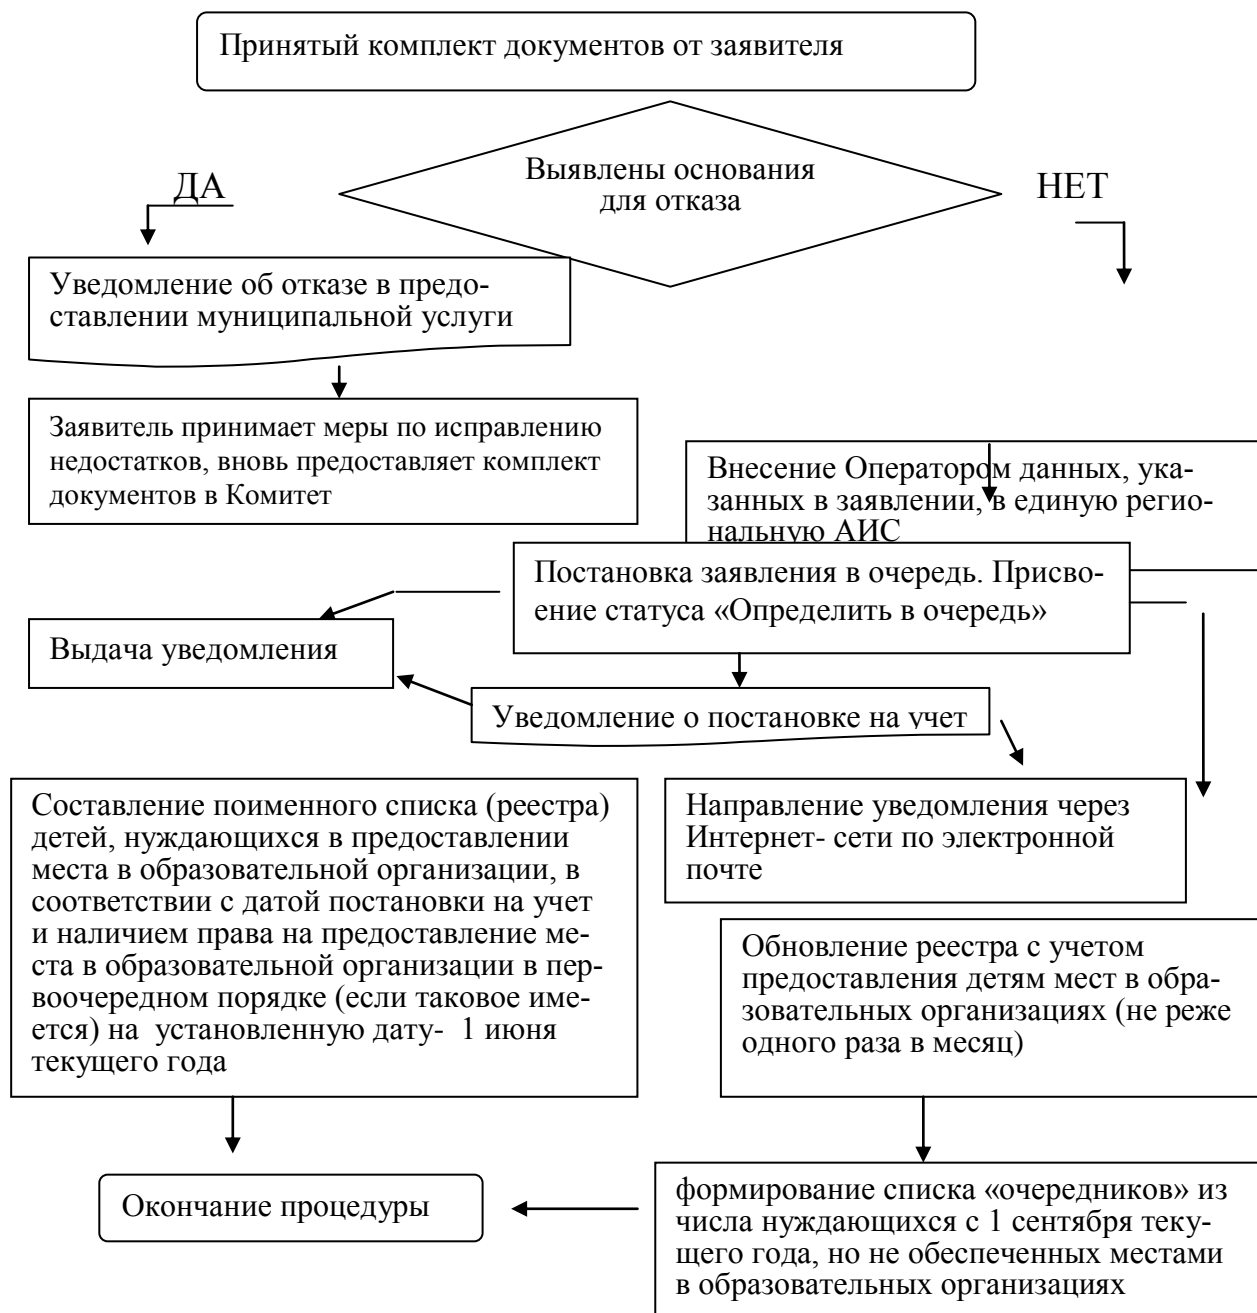 Принятый комплект документов от заявителя
Выявлены основания
для отказа
ДА
НЕТ
Уведомление об отказе в предо-
ставлении муниципальной услуги
Заявитель принимает меры по исправлению
недостатков, вновь предоставляет комплект
документов в Комитет
Внесение Оператором данных, ука-
занных в заявлении, в единую регио-
нальную АИС
Постановка заявления в очередь. Присво-
ение статуса «Определить в очередь»
Выдача уведомления
Уведомление о постановке на учет
Составление поименного списка (реестра)
детей, нуждающихся в предоставлении
места в образовательной организации, в
соответствии с датой постановки на учет
и наличием права на предоставление ме-
ста в образовательной организации в пер-
воочередном порядке (если таковое име-
ется) на установленную дату- 1 июня
текущего года
Направление уведомления через
Интернет- сети по электронной
почте
Обновление реестра с учетом
предоставления детям мест в обра-
зовательных организациях (не реже
одного раза в месяц)
Окончание процедуры
формирование списка «очередников» из
числа нуждающихся с 1 сентября теку-
щего года, но не обеспеченных местами
в образовательных организациях